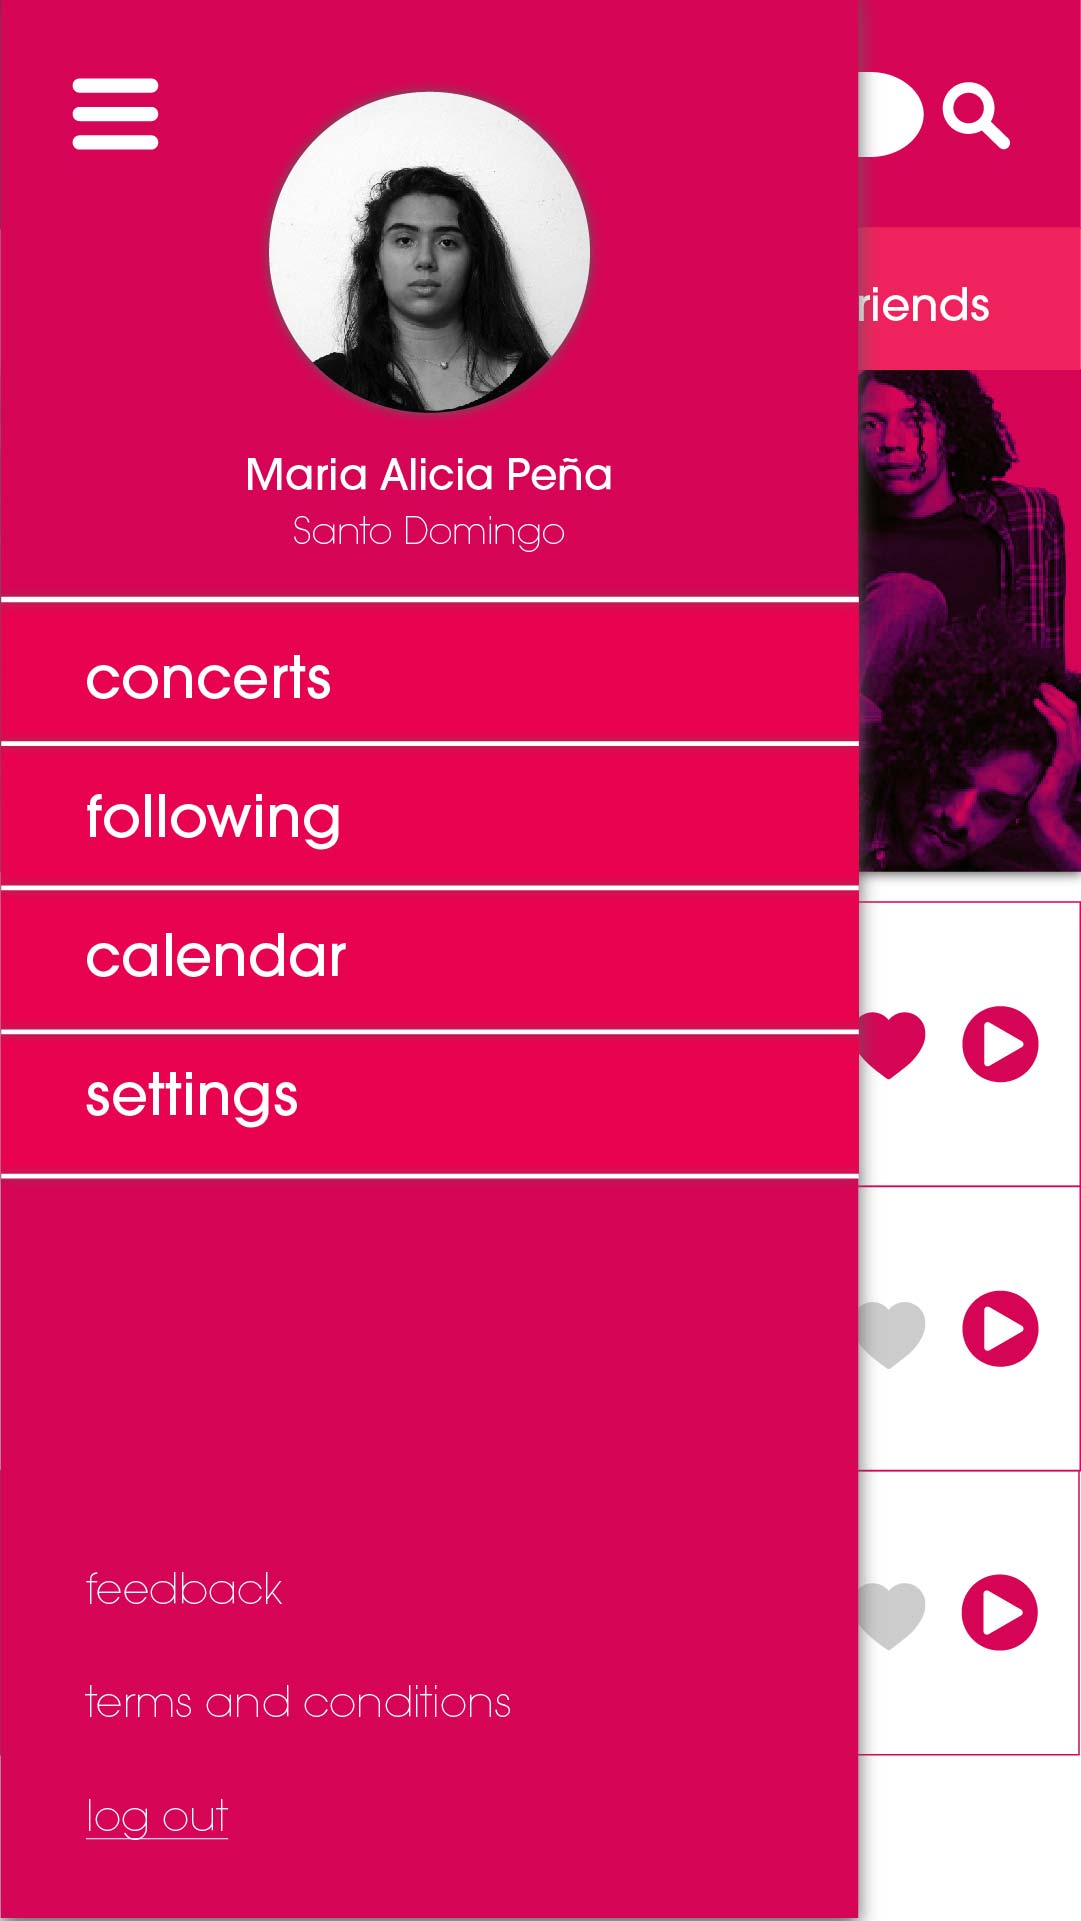 Maria Alicia Peña
Santo Domingo
concerts
following
calendar
settings
feedback
terms and conditions
log out
riends